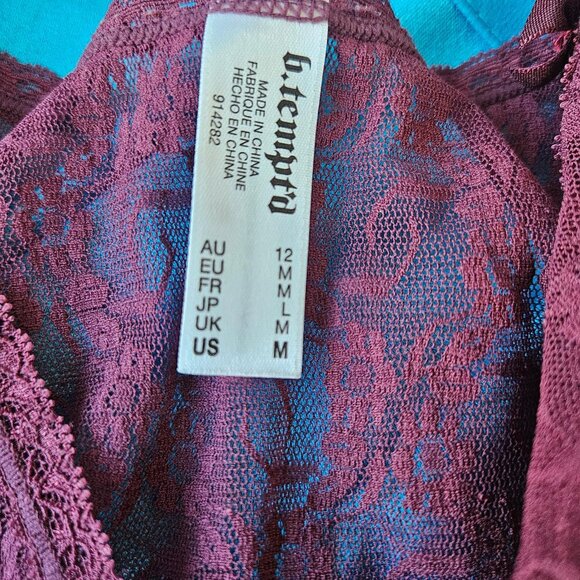 b.tempt'd
MADE IN CHINA
FABRIQUE EN CHINE
HECHO EN CHINA
914282
AU 12
EU M
FR M
JP L
UK M
US M